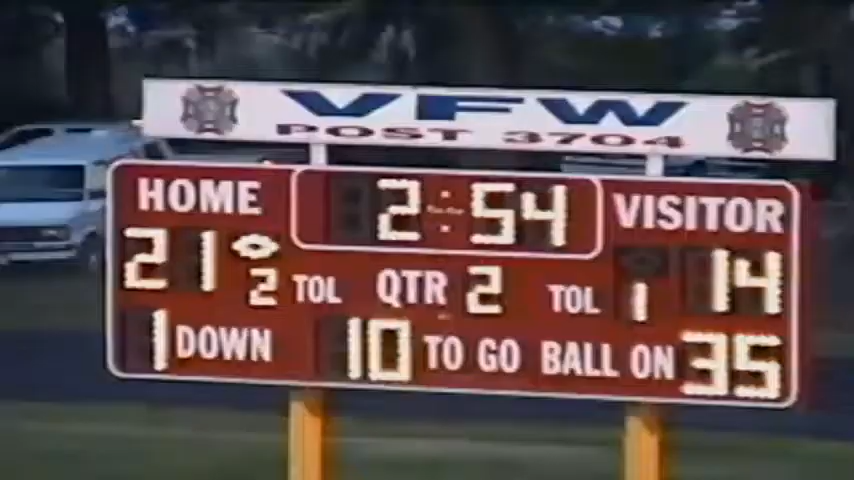 VFW
POST 3704
HOME 2:54 VISITOR
21 2 TOL QTR 2 TOL 1 14
1 DOWN 10 TO GO BALL ON 35